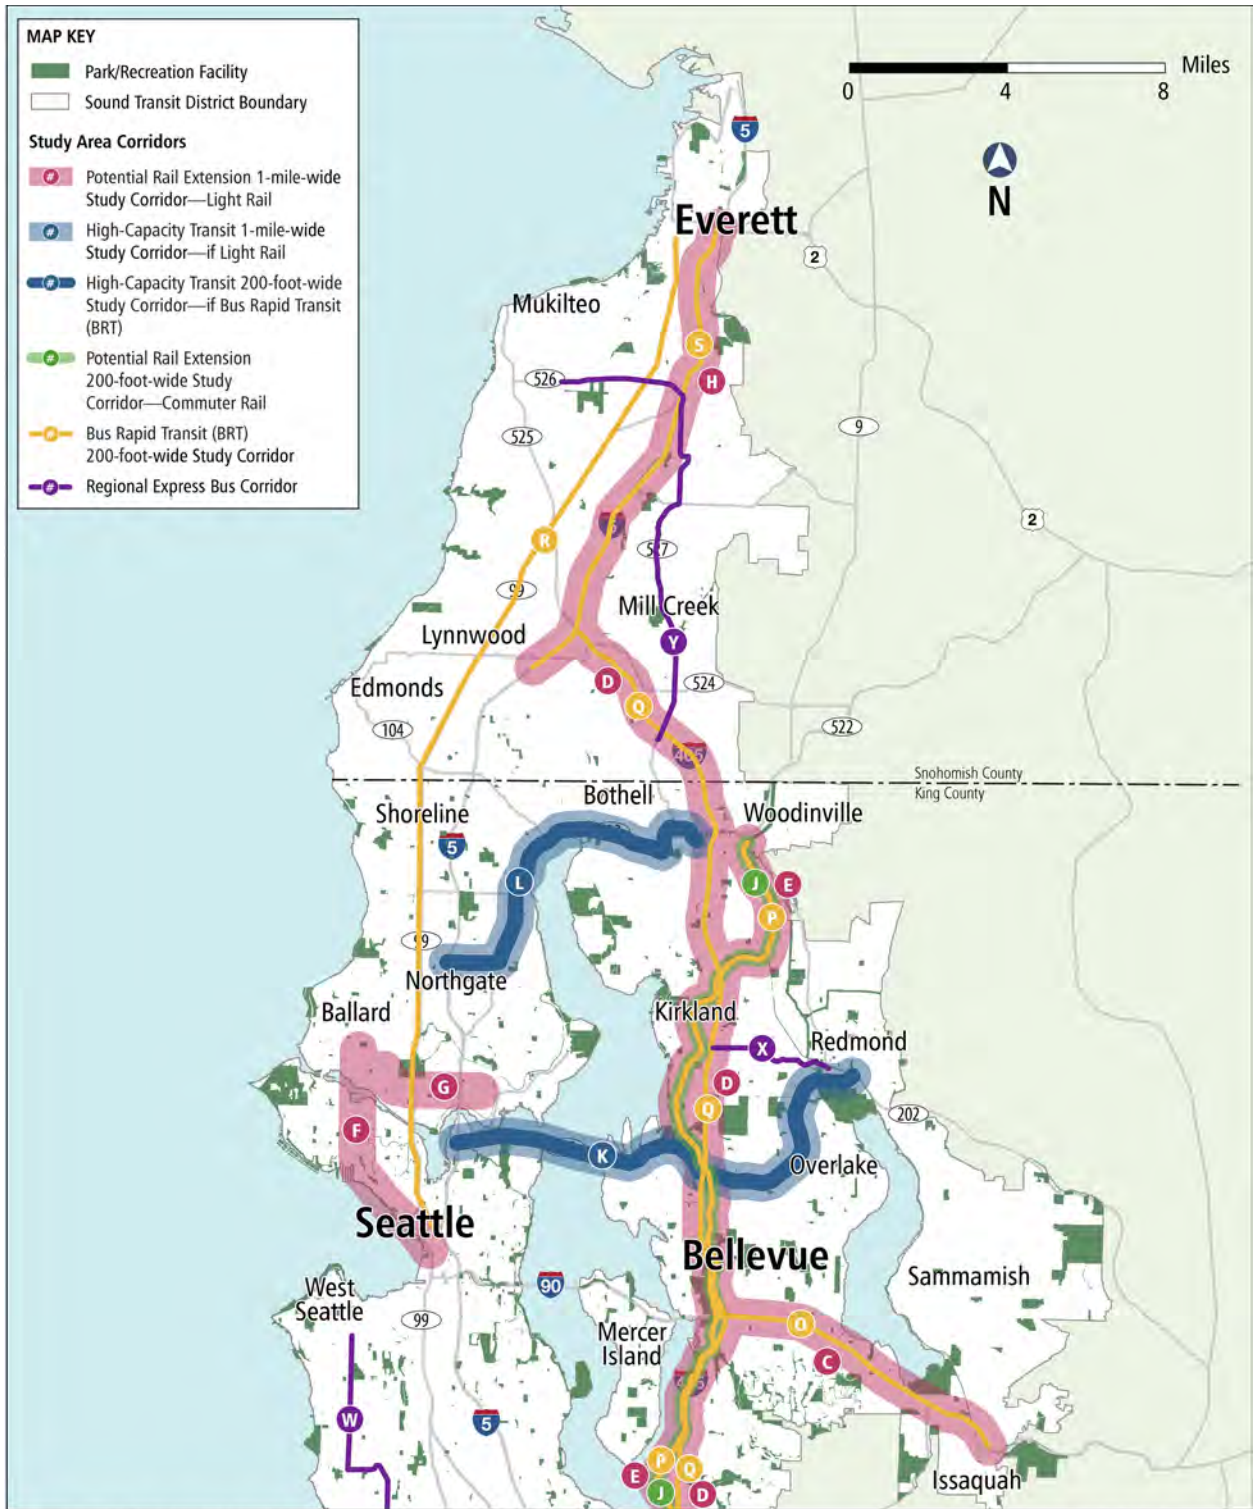 MAP KEY
Park/Recreation Facility
Sound Transit District Boundary
Study Area Corridors
#
Potential Rail Extension 1-mile-wide
Study Corridor—Light Rail
#
High-Capacity Transit 1-mile-wide
Study Corridor—if Light Rail
#
High-Capacity Transit 200-foot-wide
Study Corridor—if Bus Rapid Transit
(BRT)
#
Potential Rail Extension
200-foot-wide Study
Corridor—Commuter Rail
#
Bus Rapid Transit (BRT)
200-foot-wide Study Corridor
#
Regional Express Bus Corridor
Miles
0 4 8
N
5
Everett
2
Mukilteo
S
H
526
525
9
2
R
5
527
99
Mill Creek
Lynnwood
Y
D
524
Edmonds
Q
104
522
405
Snohomish County
King County
Bothell
Shoreline
Woodinville
5
L
J
E
P
99
Northgate
Ballard
Kirkland
Redmond
X
G
D
Q
202
F
K
Overlake
Seattle
Bellevue
Sammamish
90
West
Seattle
99
Mercer
Island
O
C
405
W
5
P
Q
E
J
D
Issaquah